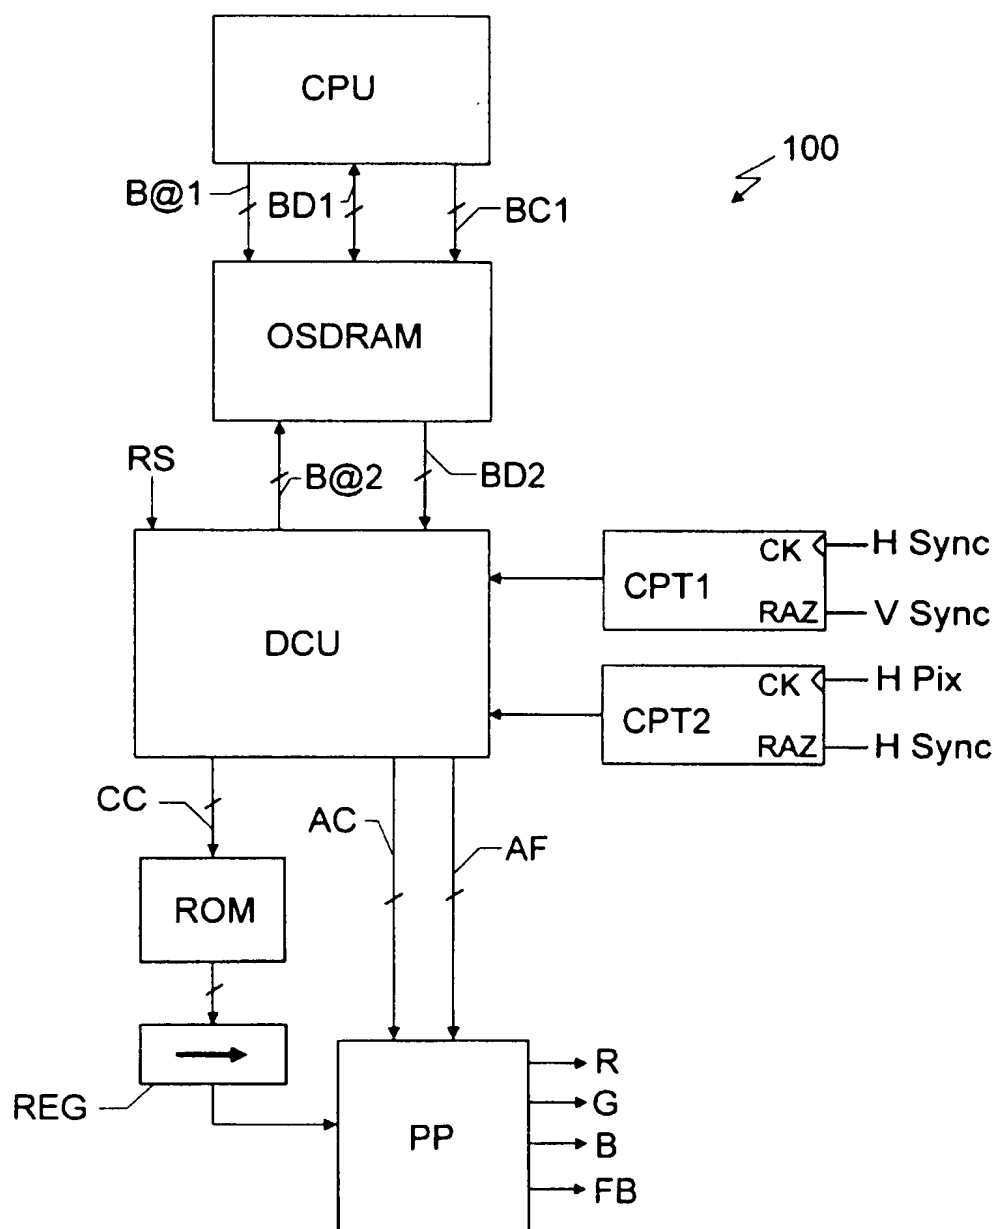 CPU
100
B@1
BD1
BC1
OSDRAM
RS
B@2
BD2
CK
H Sync
CPT1
RAZ
V Sync
DCU
CK
H Pix
CPT2
RAZ
H Sync
CC
AC
AF
ROM
REG
PP
R
G
B
FB